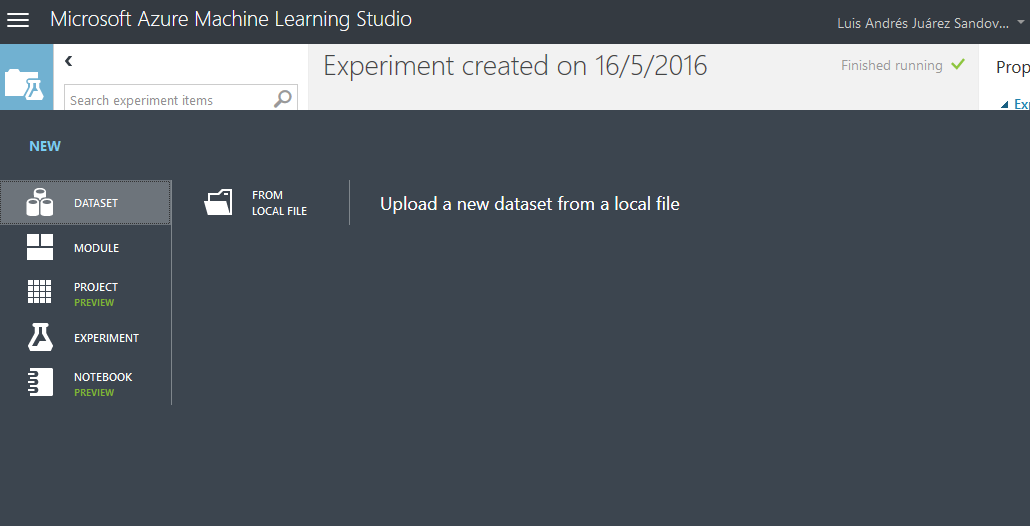 Microsoft Azure Machine Learning Studio
Luis Andrés Juárez Sandov...
Experiment created on 16/5/2016
Finished running
Prop
Search experiment items
Ex
NEW
DATASET
FROM
LOCAL FILE
Upload a new dataset from a local file
MODULE
PROJECT
PREVIEW
EXPERIMENT
NOTEBOOK
PREVIEW